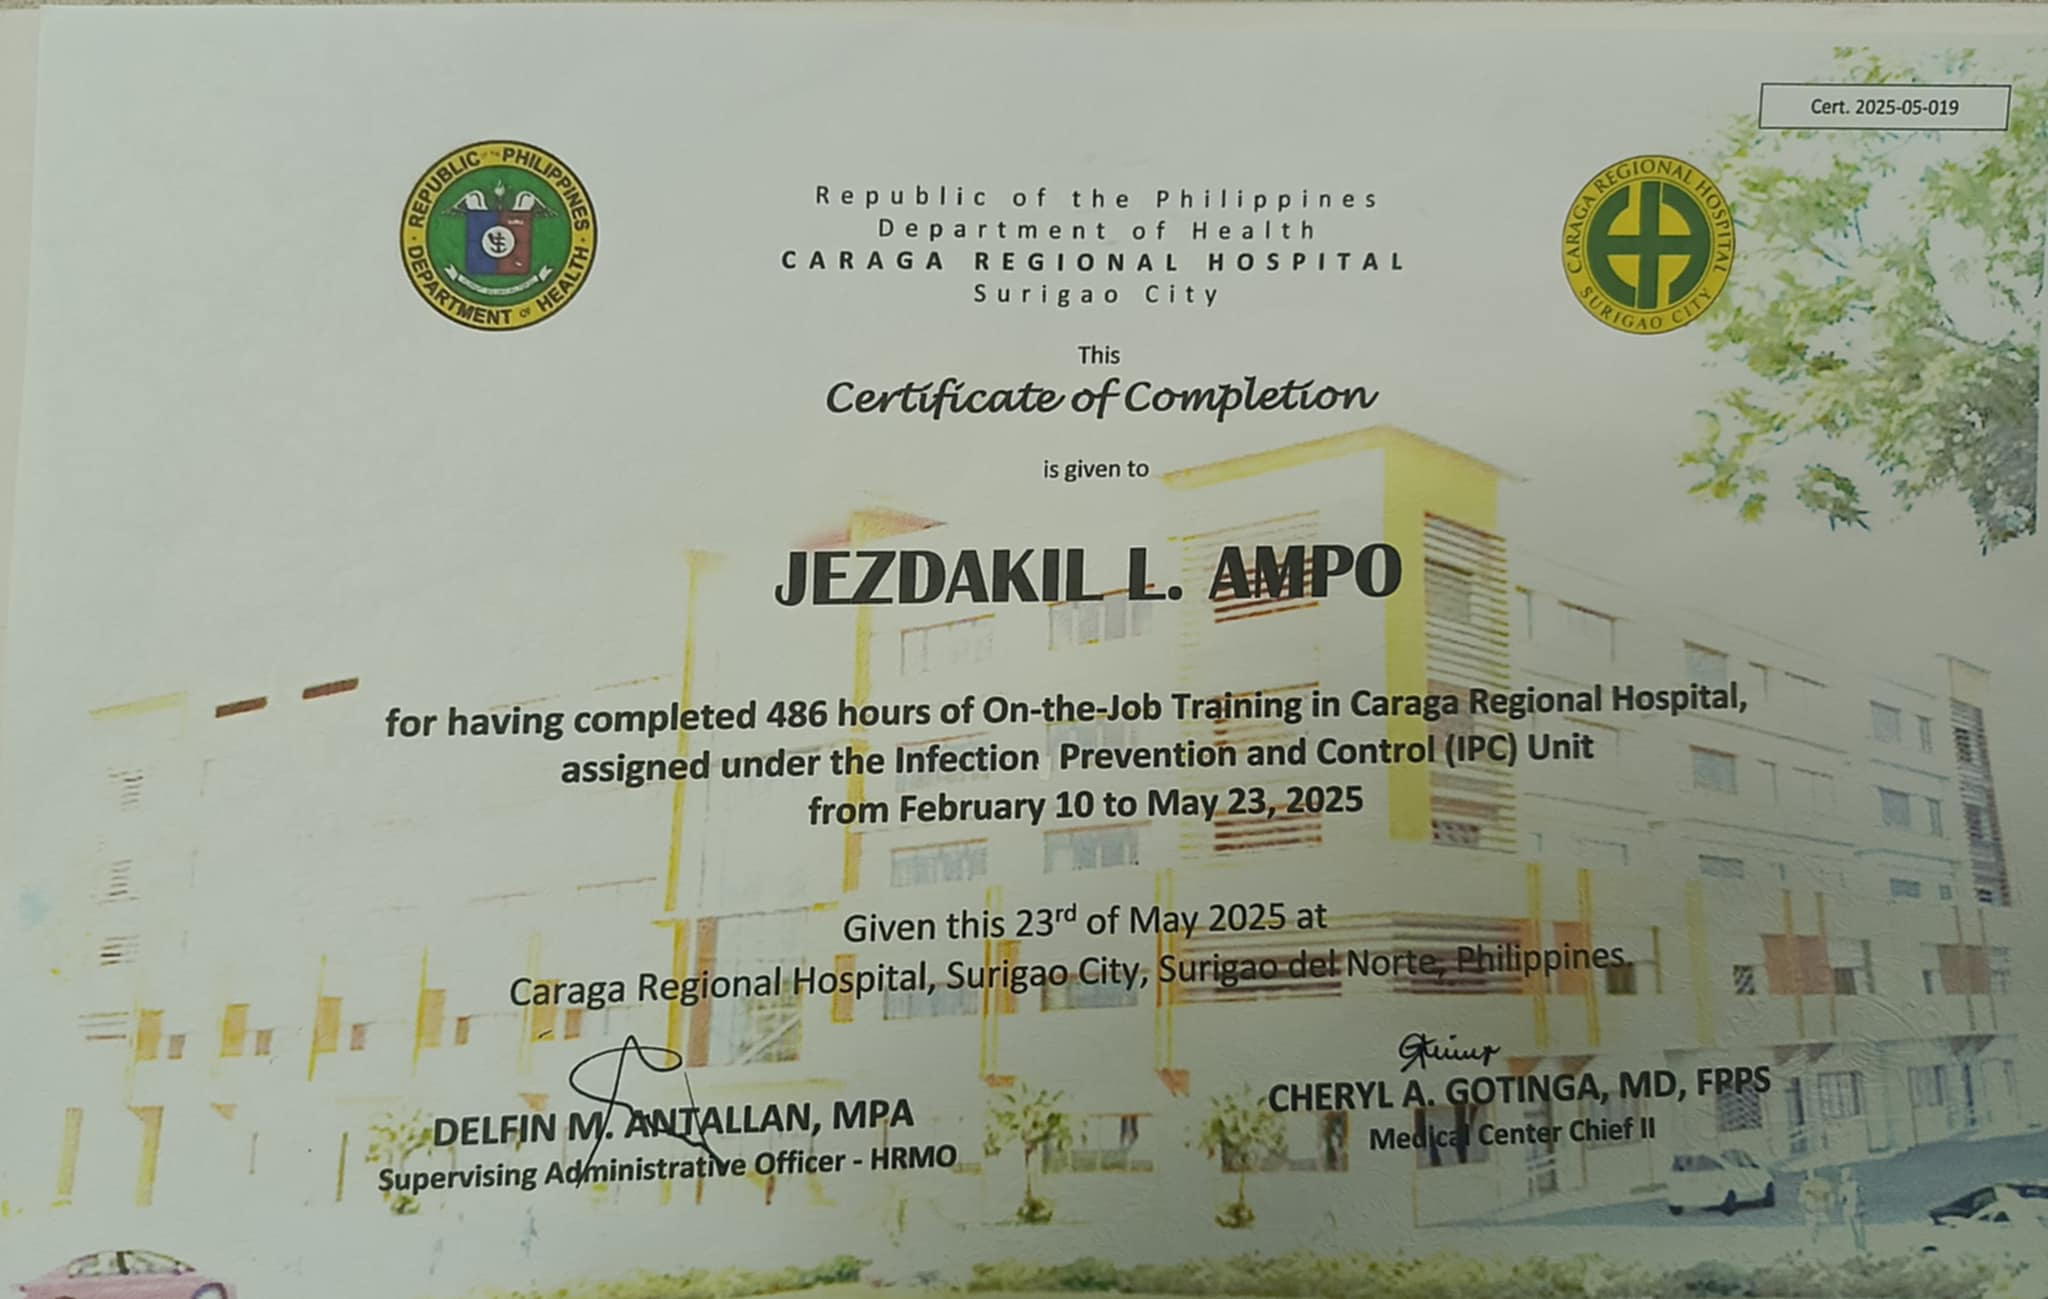 Cert. 2025-05-019
REPUBLIC OF THE PHILIPPINES
DEPARTMENT OF HEALTH
CARAGA REGIONAL HOSPITAL
SURIGAO CITY
Republic of the Philippines
Department of Health
CARAGA REGIONAL HOSPITAL
Surigao City
This
Certificate of Completion
is given to
JEZDAKIL L. AMPO
for having completed 486 hours of On-the-Job Training in Caraga Regional Hospital,
assigned under the Infection Prevention and Control (IPC) Unit
from February 10 to May 23, 2025
Given this 23rd of May 2025 at
Caraga Regional Hospital, Surigao City, Surigao del Norte, Philippines.
DELFIN M. ANTALLAN, MPA
Supervising Administrative Officer - HRMO
CHERYL A. GOTINGA, MD, FPPS
Medical Center Chief II